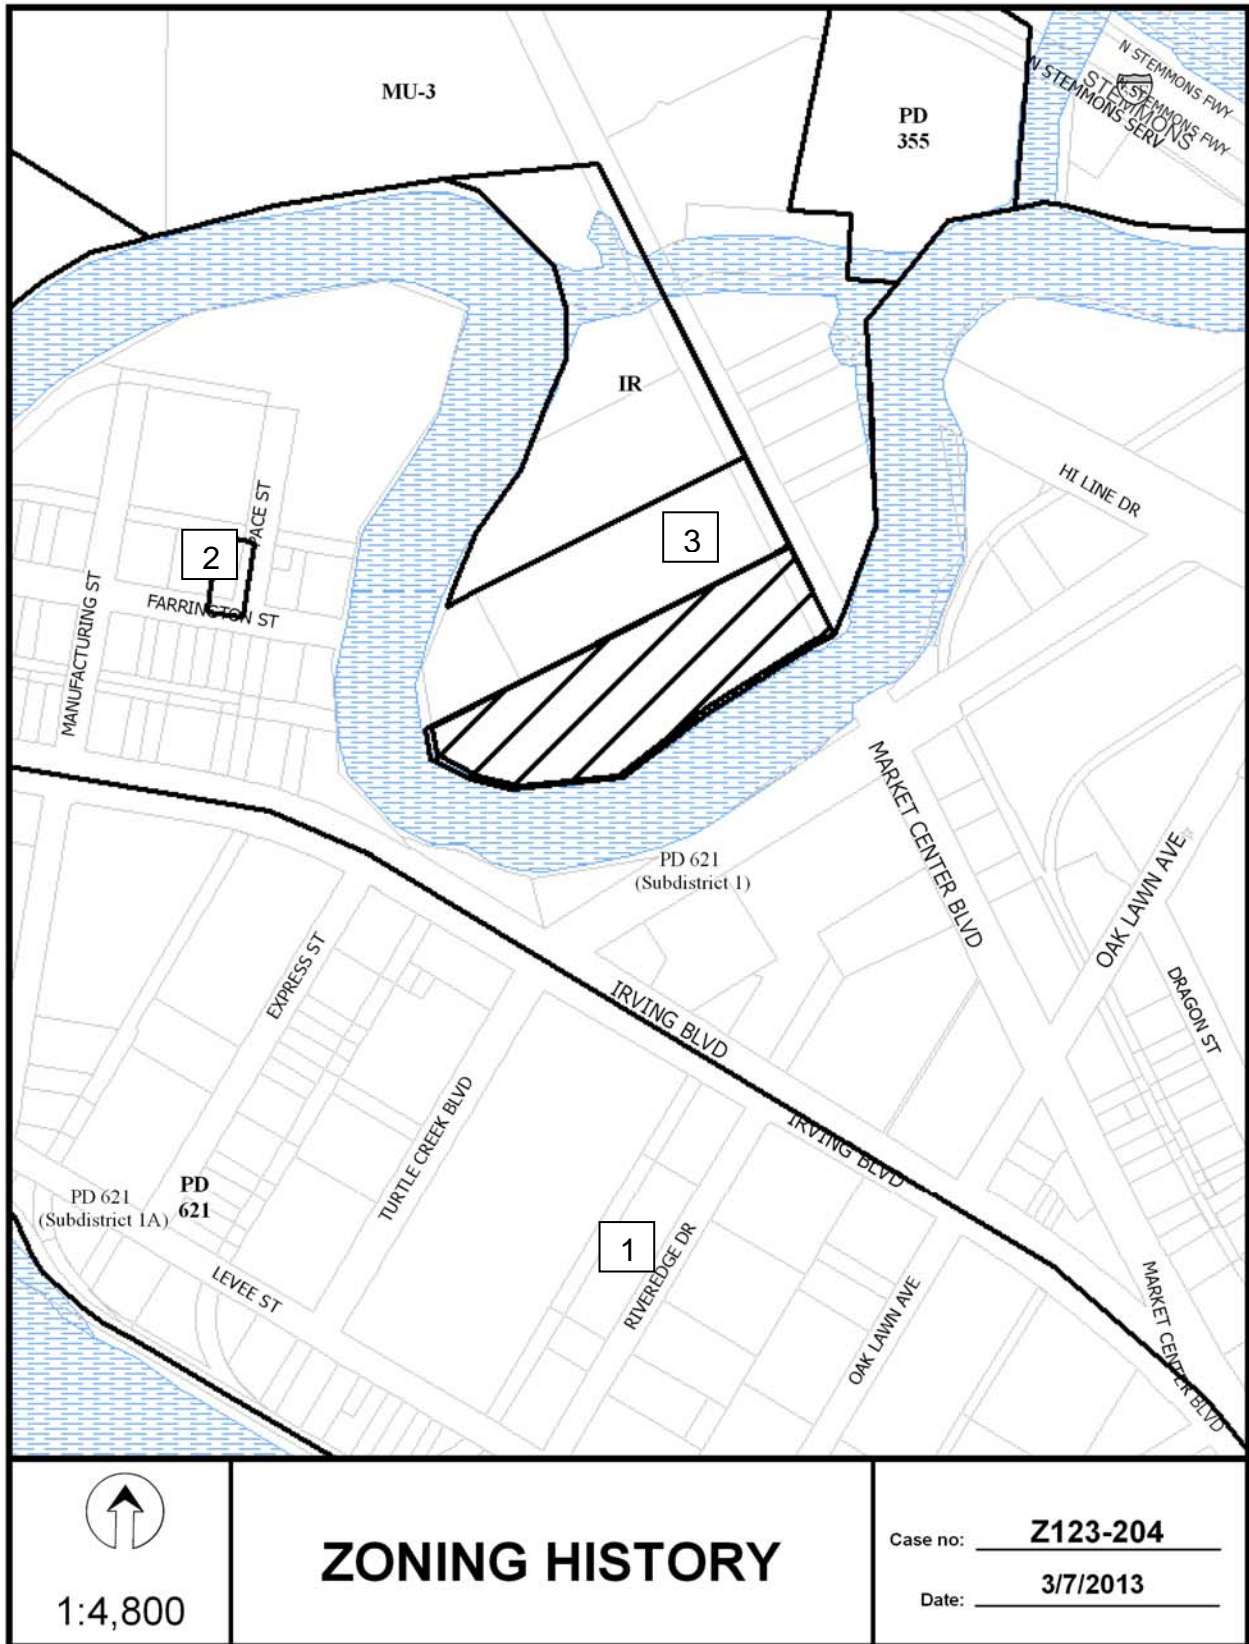 MU-3
PD
355
N STEMMONS FWY
N STEMMONS FWY
STEMMONS
N STEMMONS SERV
IR
HI LINE DR
PACE ST
3
2
FARRINGTON ST
MANUFACTURING ST
MARKET CENTER BLVD
PD 621
(Subdistrict 1)
OAK LAWN AVE
DRAGON ST
EXPRESS ST
IRVING BLVD
TURTLE CREEK BLVD
IRVING BLVD
PD 621
(Subdistrict 1A)
PD
621
1
RIVEREDGE DR
LEVEE ST
OAK LAWN AVE
MARKET CENTER BLVD
1:4,800
ZONING HISTORY
Case no: Z123-204
Date: 3/7/2013